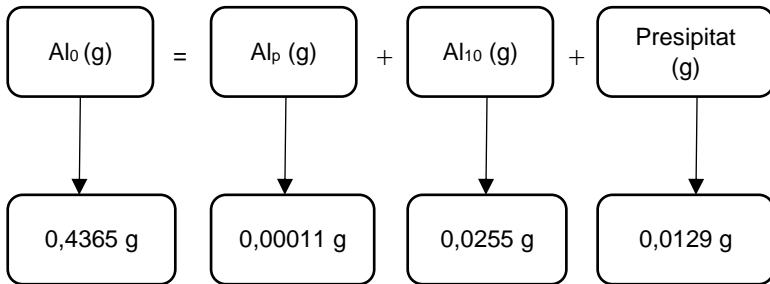 Al₀ (g) = Alₚ (g) + Al₁₀ (g) + Presipitat
(g)
0,4365 g 0,00011 g 0,0255 g 0,0129 g